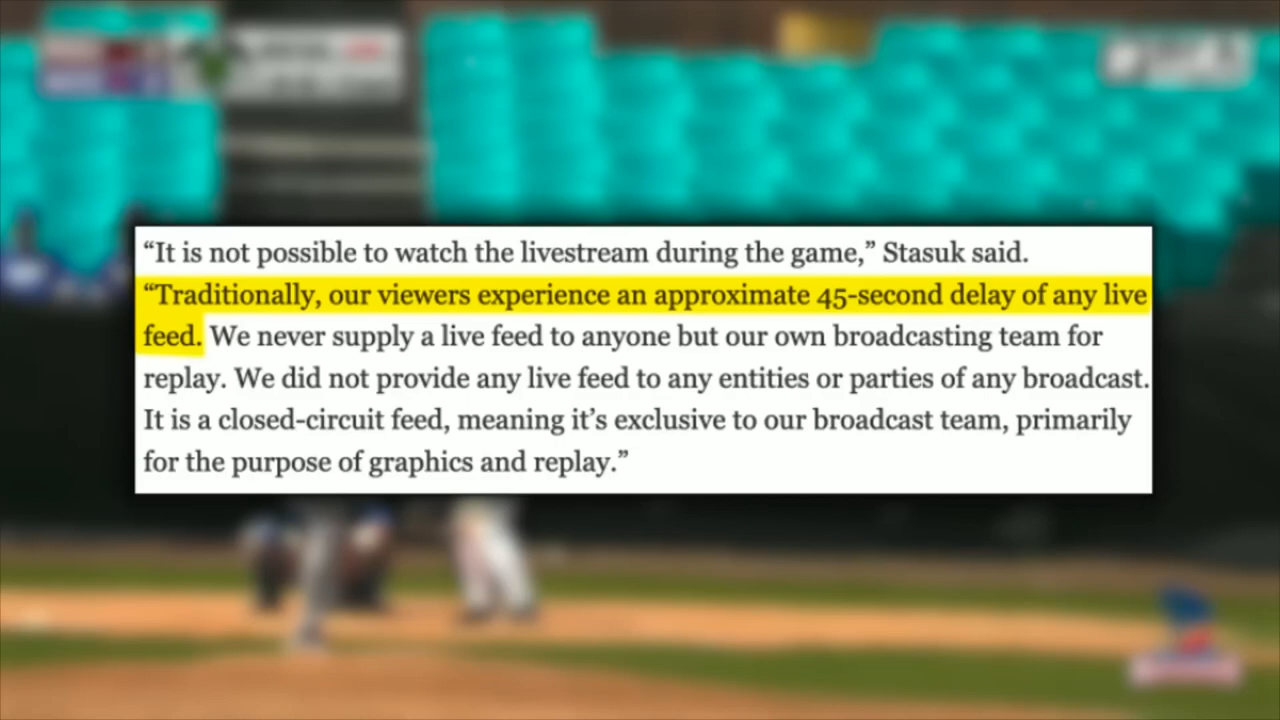 “It is not possible to watch the livestream during the game,” Stasuk said.
“Traditionally, our viewers experience an approximate 45-second delay of any live
feed. We never supply a live feed to anyone but our own broadcasting team for
replay. We did not provide any live feed to any entities or parties of any broadcast.
It is a closed-circuit feed, meaning it’s exclusive to our broadcast team, primarily
for the purpose of graphics and replay.”